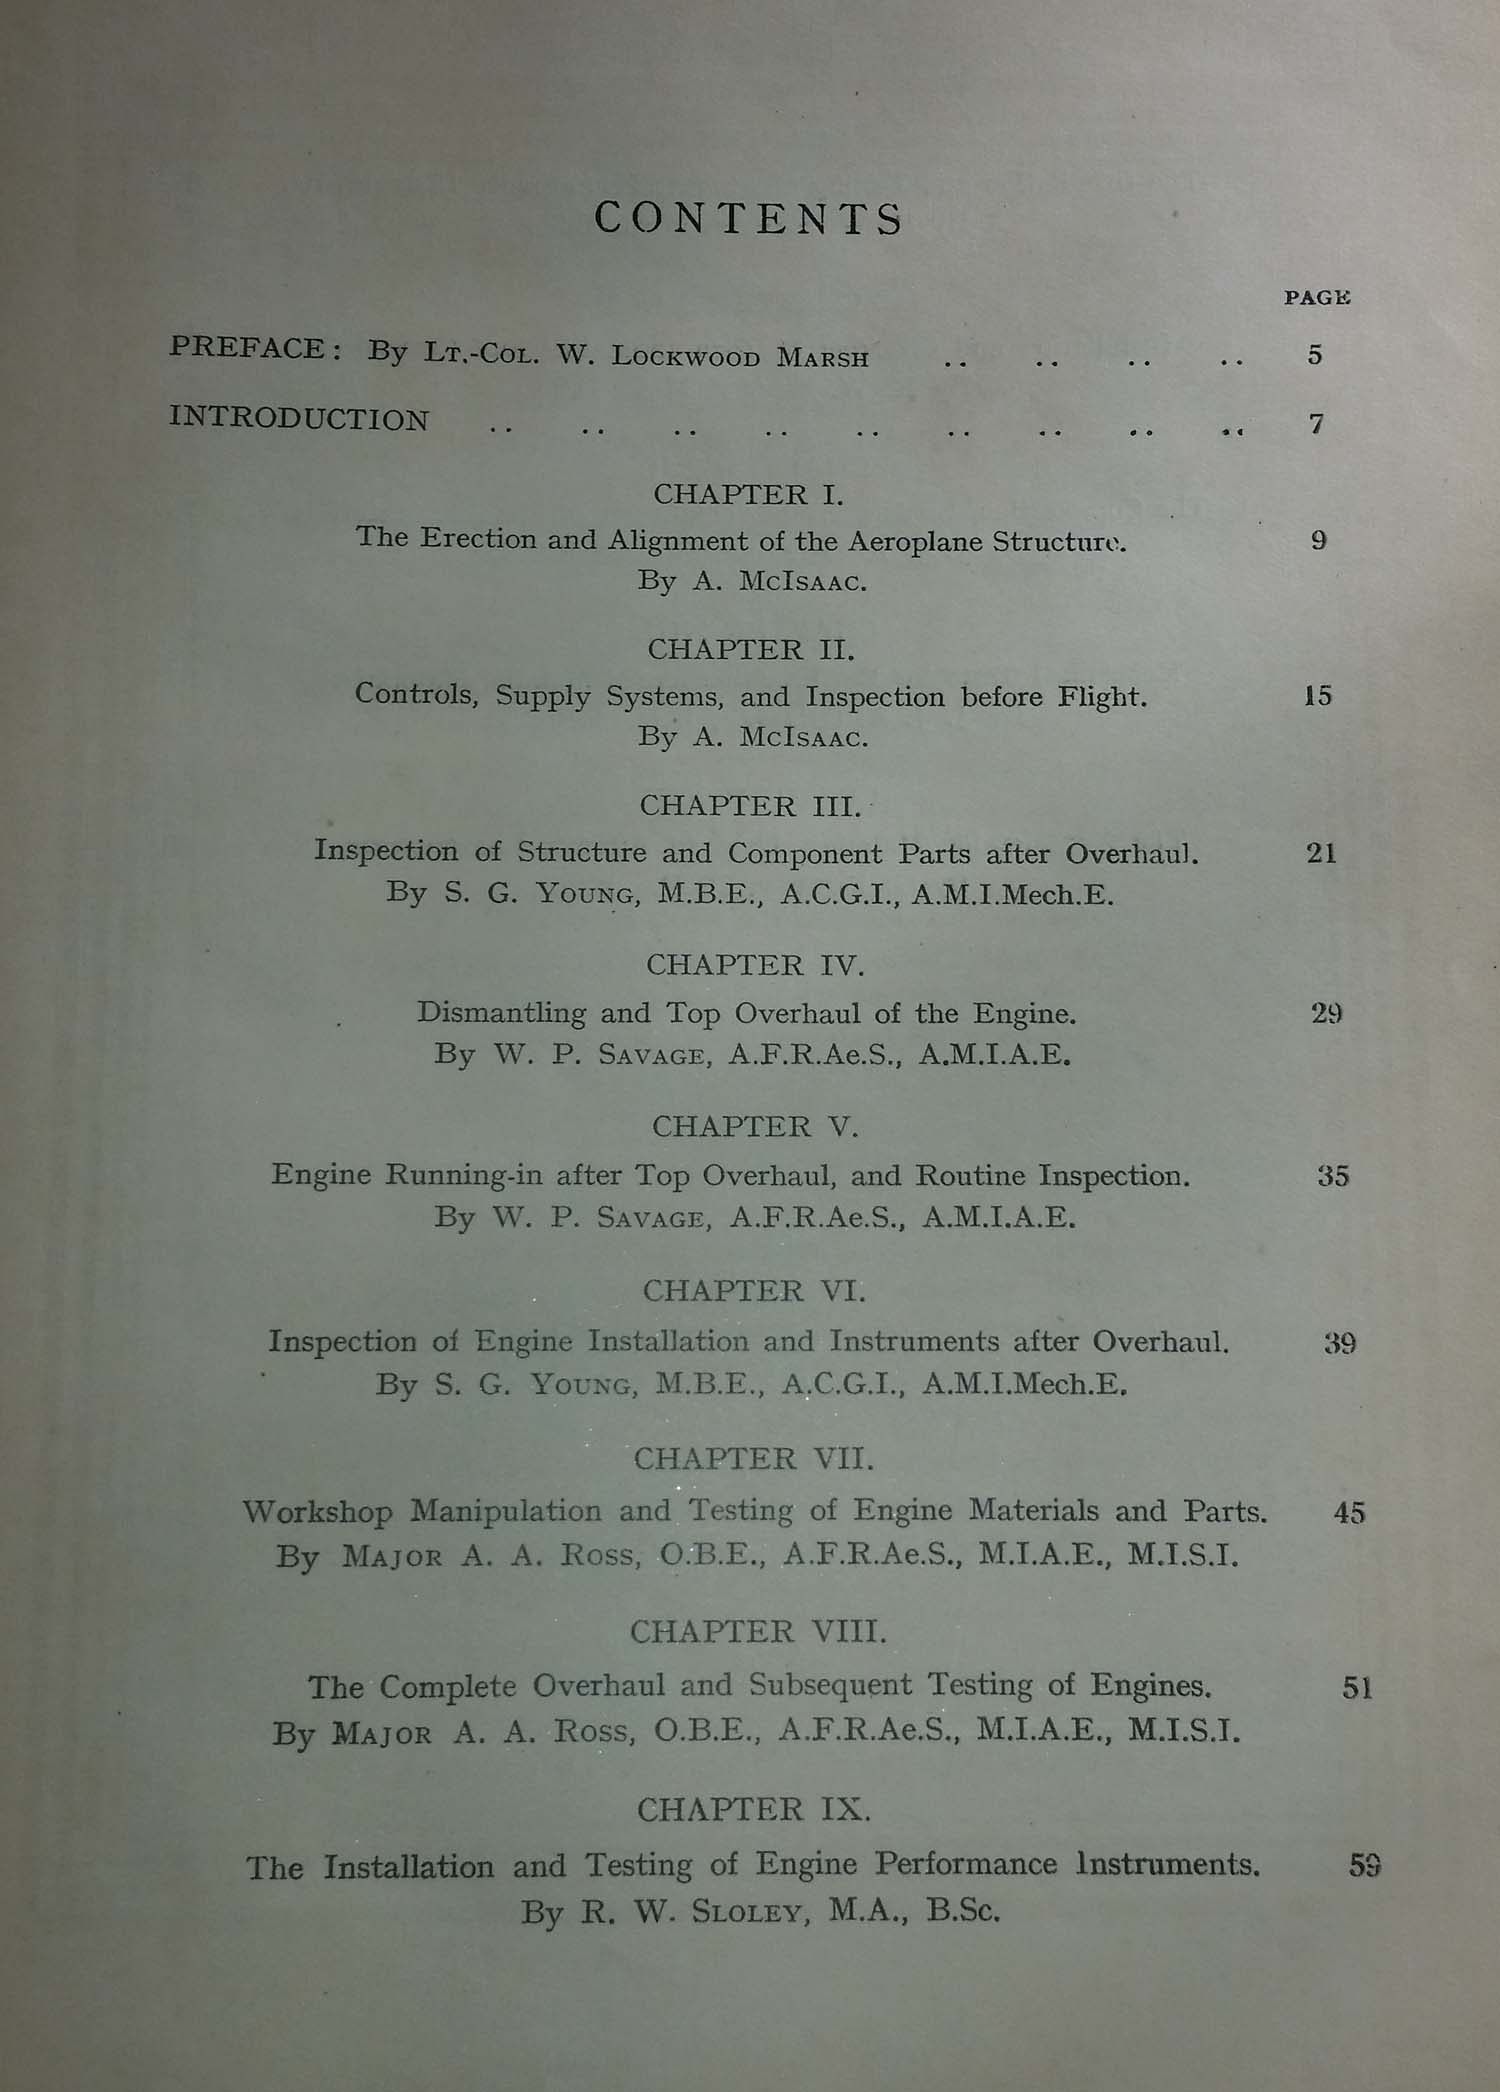 CONTENTS
PAGE
PREFACE: By Lt.-Col. W. Lockwood Marsh .. .. .. .. 5
INTRODUCTION .. .. .. .. .. .. .. .. .. 7
CHAPTER I.
The Erection and Alignment of the Aeroplane Structure. 9
By A. McIsaac.
CHAPTER II.
Controls, Supply Systems, and Inspection before Flight. 15
By A. McIsaac.
CHAPTER III.
Inspection of Structure and Component Parts after Overhaul. 21
By S. G. Young, M.B.E., A.C.G.I., A.M.I.Mech.E.
CHAPTER IV.
Dismantling and Top Overhaul of the Engine. 29
By W. P. Savage, A.F.R.Ae.S., A.M.I.A.E.
CHAPTER V.
Engine Running-in after Top Overhaul, and Routine Inspection. 35
By W. P. Savage, A.F.R.Ae.S., A.M.I.A.E.
CHAPTER VI.
Inspection of Engine Installation and Instruments after Overhaul. 39
By S. G. Young, M.B.E., A.C.G.I., A.M.I.Mech.E.
CHAPTER VII.
Workshop Manipulation and Testing of Engine Materials and Parts. 45
By Major A. A. Ross, O.B.E., A.F.R.Ae.S., M.I.A.E., M.I.S.I.
CHAPTER VIII.
The Complete Overhaul and Subsequent Testing of Engines. 51
By Major A. A. Ross, O.B.E., A.F.R.Ae.S., M.I.A.E., M.I.S.I.
CHAPTER IX.
The Installation and Testing of Engine Performance Instruments. 59
By R. W. Sloley, M.A., B.Sc.